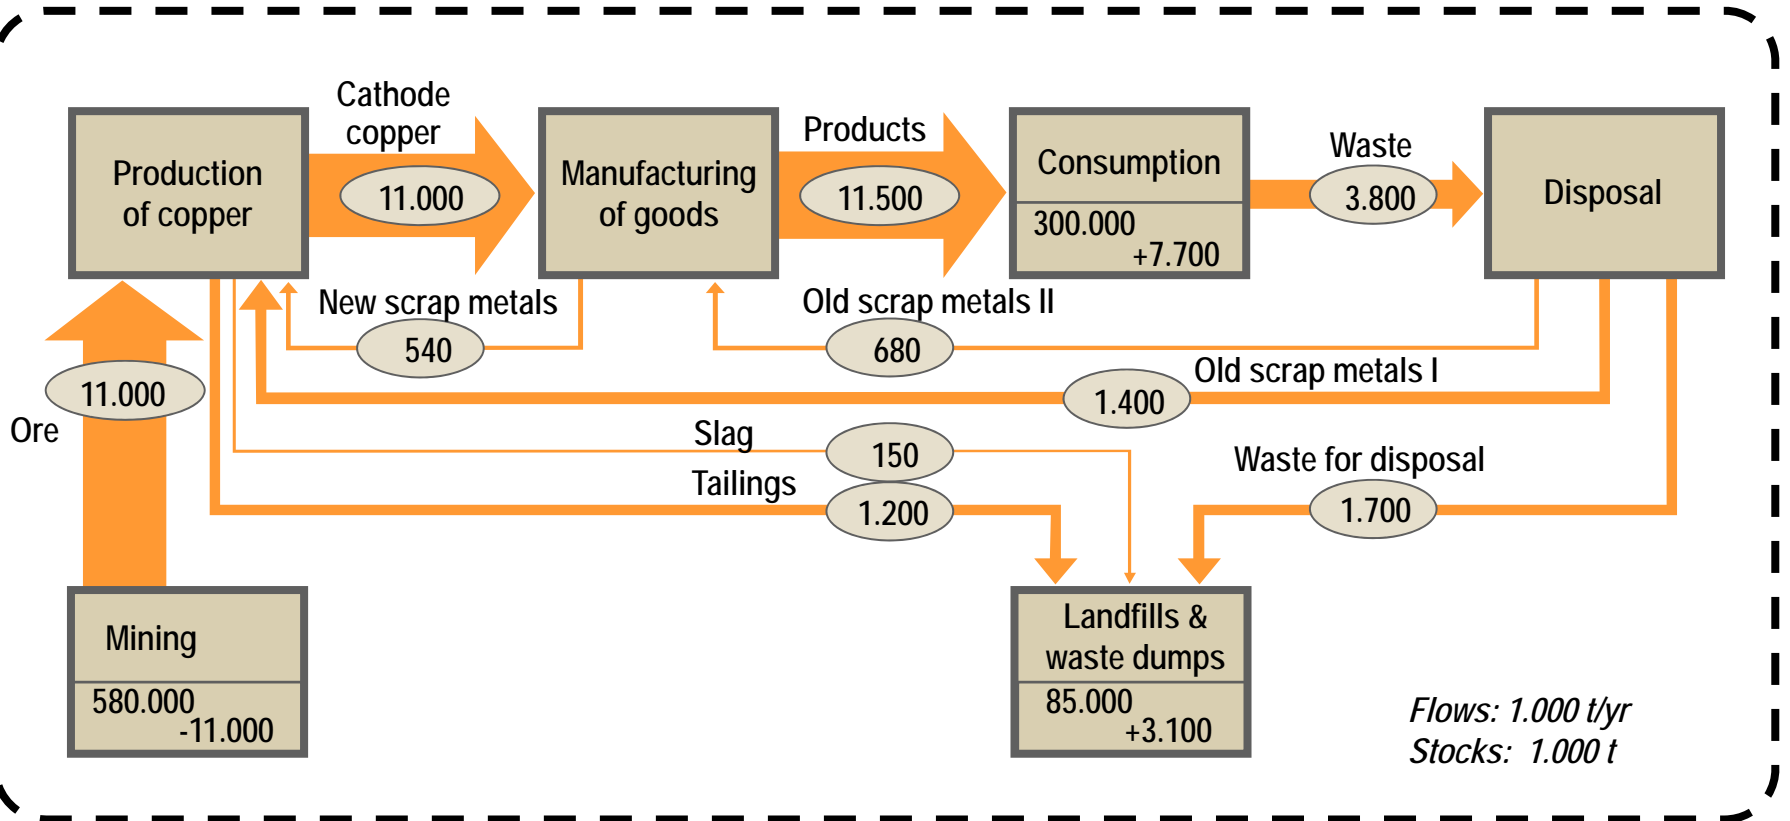 Cathode
copper
Products
Waste
Production
of copper
11.000
Manufacturing
of goods
11.500
Consumption
300.000
+7.700
3.800
Disposal
New scrap metals
540
Old scrap metals II
680
Old scrap metals I
1.400
11.000
Ore
Slag
150
Tailings
1.200
Waste for disposal
1.700
Mining
580.000
-11.000
Landfills &
waste dumps
85.000
+3.100
Flows: 1.000 t/yr
Stocks: 1.000 t